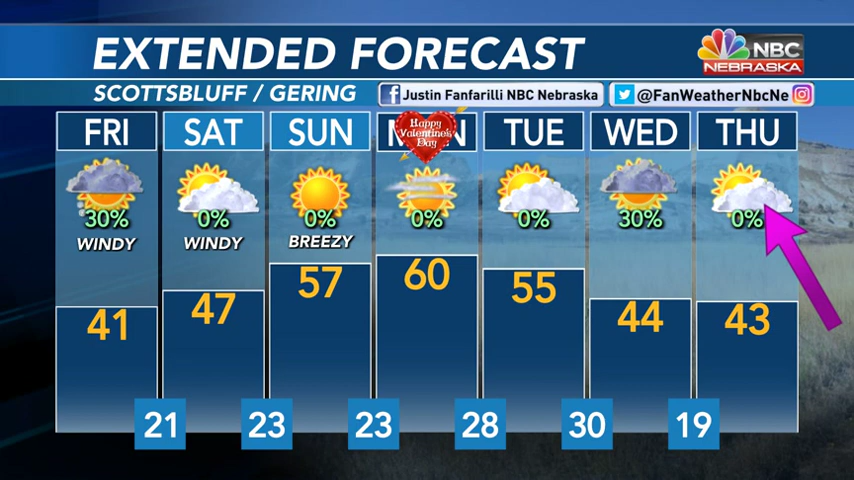 EXTENDED FORECAST
NBC
NEBRASKA
SCOTTSBLUFF / GERING
Justin Fanfarilli NBC Nebraska
@FanWeatherNbcNe
FRI SAT SUN TUE WED THU
Happy
Valentine's
Day
30% 0% 0% 0% 0% 30% 0%
WINDY WINDY BREEZY
41 47 57 60 55 44 43
21 23 23 28 30 19